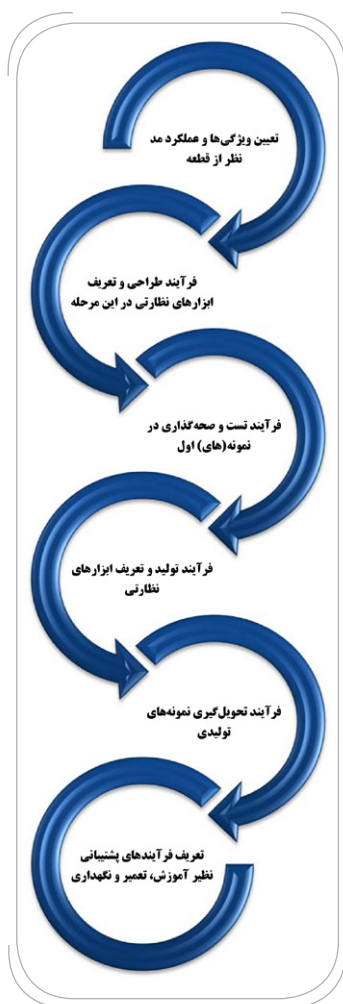 تعیین ویژگی‌ها و عملکرد مد
نظر از قطعه
فرآیند طراحی و تعریف
ابزارهای نظارتی در این مرحله
فرآیند تست و صحه‌گذاری در
نمونه(های) اول
فرآیند تولید و تعریف ابزارهای
نظارتی
فرآیند تحویل‌گیری نمونه‌های
تولیدی
تعریف فرآیندهای پشتیبانی
نظیر آموزش، تعمیر و نگهداری